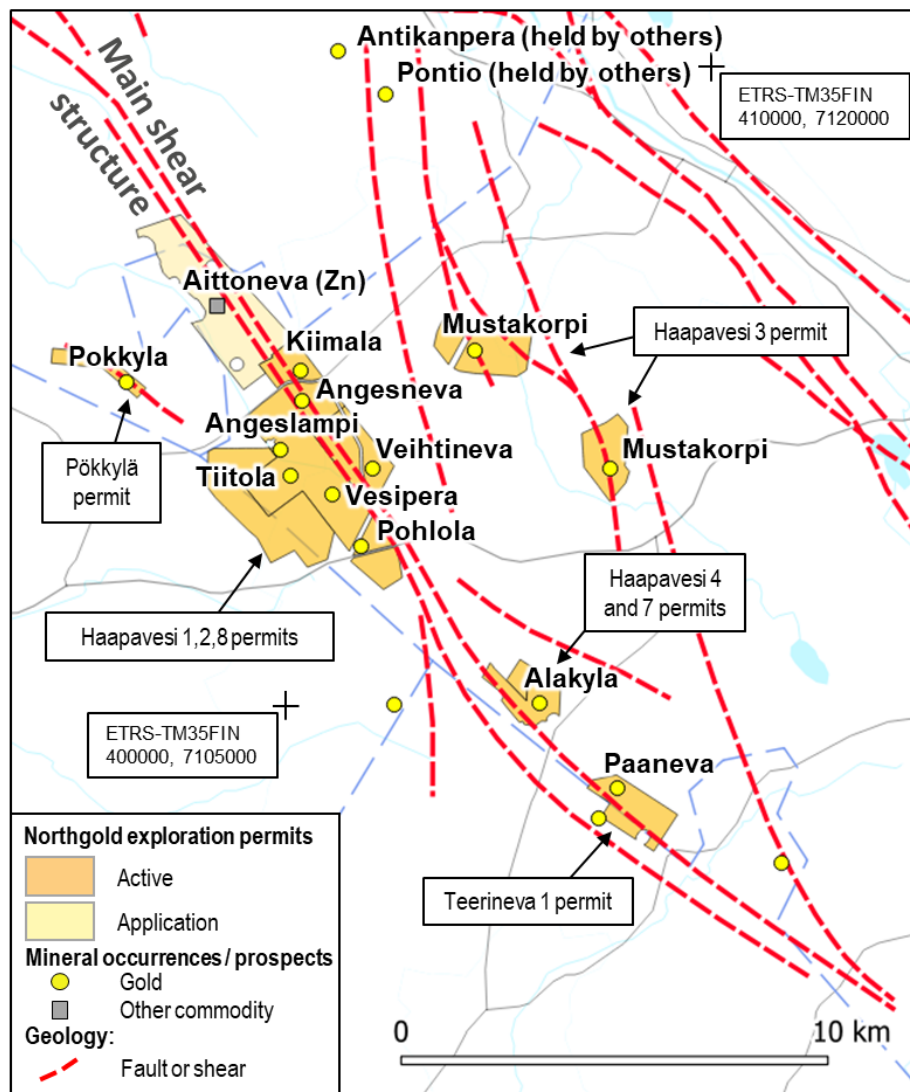 Antikanpera (held by others)
Pontio (held by others)
ETRS-TM35FIN
410000, 7120000
Main shear
structure
Aittoneva (Zn)
Kiimala
Mustakorpi
Haapavesi 3 permit
Pokkyla
Angesneva
Angeslampi
Veihtineva
Mustakorpi
Pökkylä
permit
Tiitola
Vesipera
Pohlola
Haapavesi 4
and 7 permits
Haapavesi 1,2,8 permits
Alakyla
ETRS-TM35FIN
400000, 7105000
Paaneva
Teerineva 1 permit
Northgold exploration permits
Active
Application
Mineral occurrences / prospects
Gold
Other commodity
Geology:
Fault or shear
0 10 km